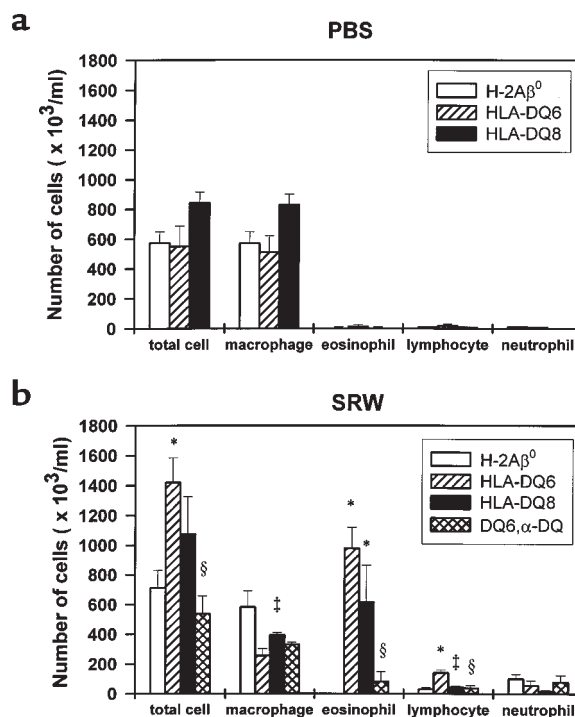 a
PBS
Number of cells ( x 10³/ml)
1800
1600
1400
1200
1000
800
600
400
200
0
H-2Aβ⁰
HLA-DQ6
HLA-DQ8
total cell
macrophage
eosinophil
lymphocyte
neutrophil
b
SRW
Number of cells ( x 10³/ml)
1800
1600
1400
1200
1000
800
600
400
200
0
H-2Aβ⁰
HLA-DQ6
HLA-DQ8
DQ6,α-DQ
*
§
‡
*
*
§
*
‡
§
total cell
macrophage
eosinophil
lymphocyte
neutrophil